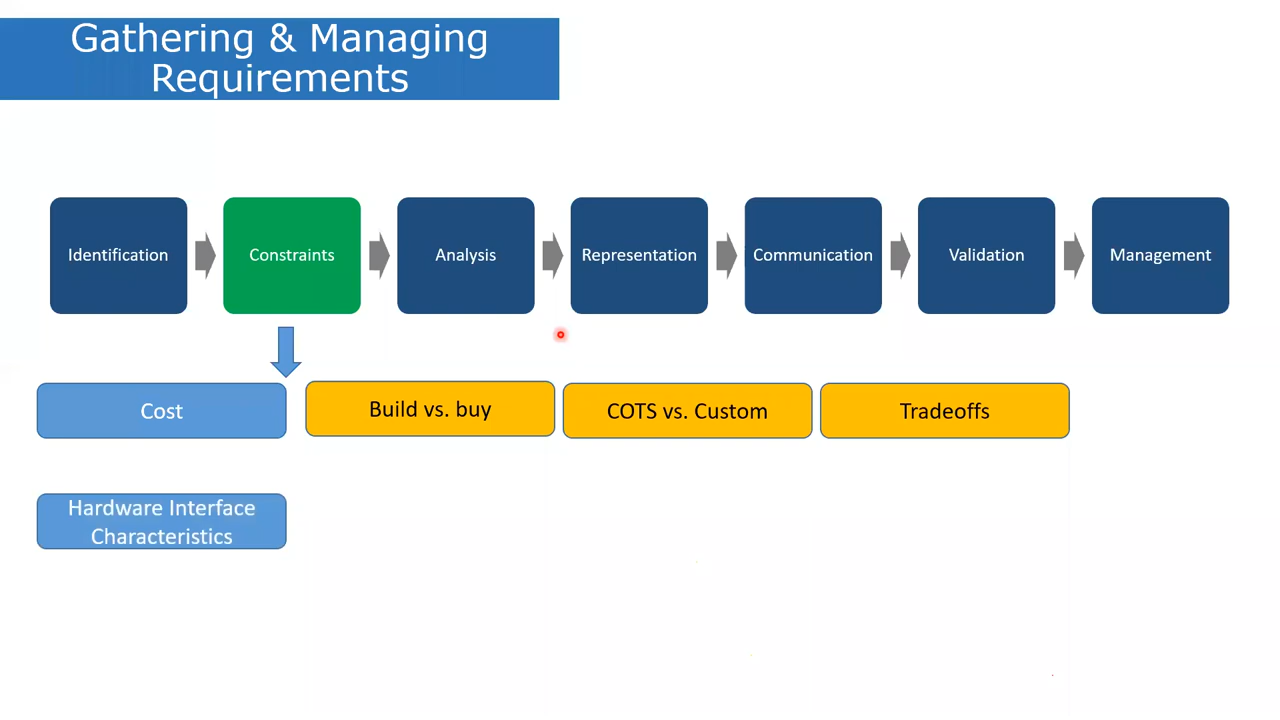 Gathering & Managing
Requirements
Identification
Constraints
Analysis
Representation
Communication
Validation
Management
Cost
Build vs. buy
COTS vs. Custom
Tradeoffs
Hardware Interface
Characteristics